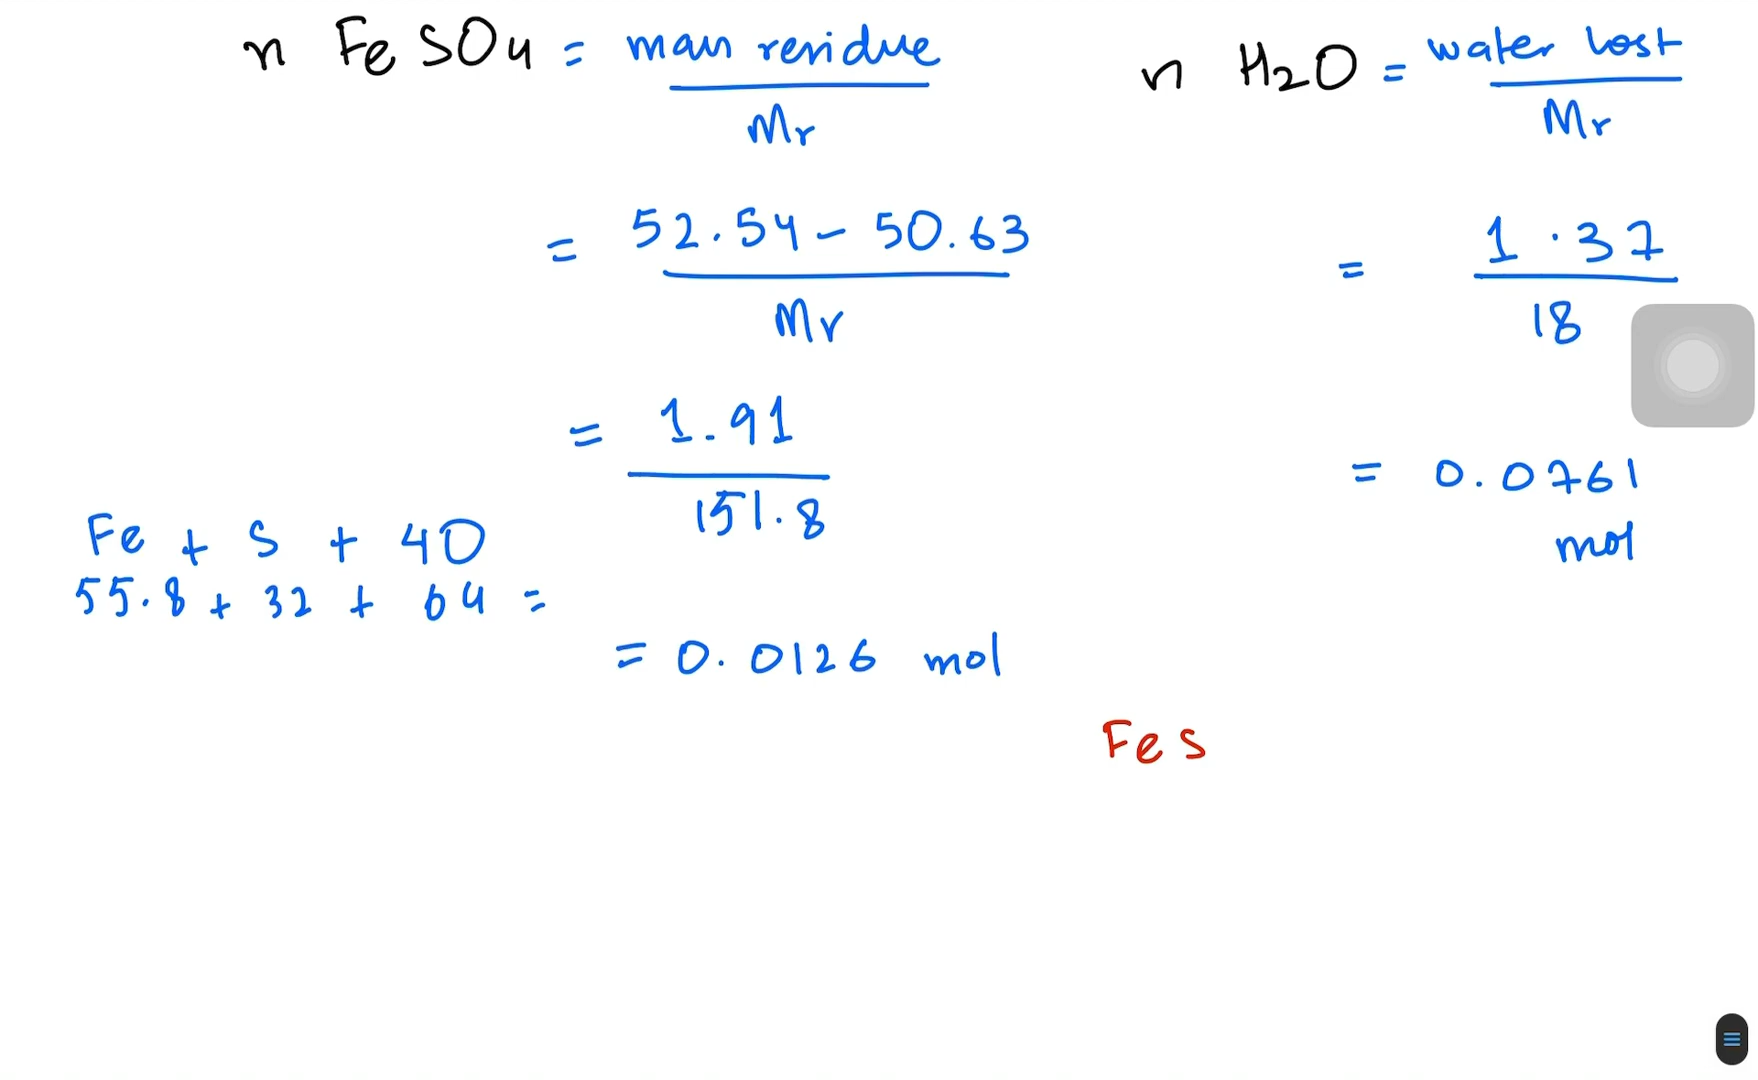 n FeSO4 = mass residue / Mr
= 52.54 - 50.63 / Mr
= 1.91 / 151.8
Fe + S + 4O
55.8 + 32 + 64 =
= 0.0126 mol
n H2O = water lost / Mr
= 1.37 / 18
= 0.0761
mol
Fe s